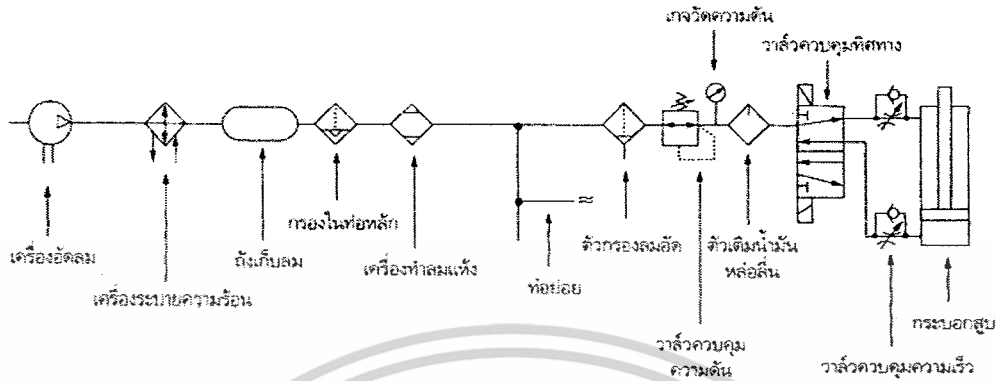 เกจวัดความดัน
วาล์วควบคุมทิศทาง
เครื่องอัดลม
เครื่องระบายความร้อน
ถังเก็บลม
กรองในท่อหลัก
เครื่องทำลมแห้ง
ท่อย่อย
ตัวกรองลมอัด
วาล์วควบคุม
ความดัน
ตัวเติมน้ำมัน
หล่อลื่น
วาล์วควบคุมความเร็ว
กระบอกสูบ